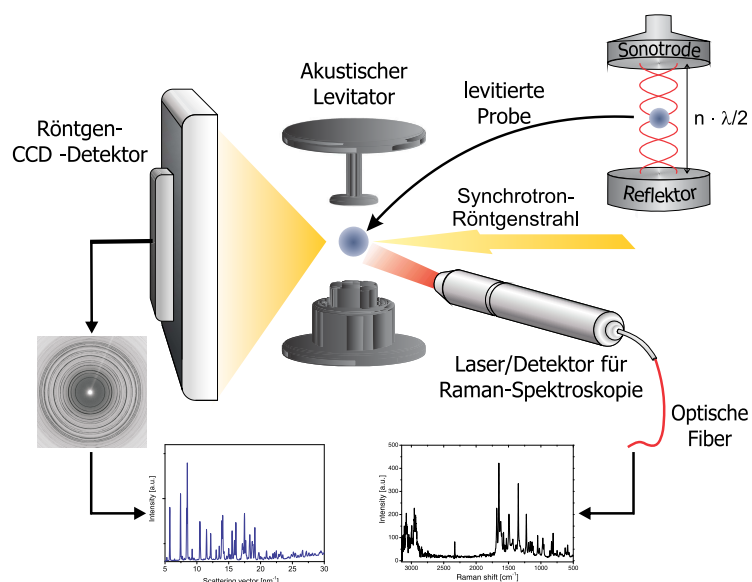 Sonotrode
n · λ/2
Reflektor
Akustischer
Levitator
levitierte
Probe
Röntgen-
CCD -Detektor
Synchrotron-
Röntgenstrahl
Laser/Detektor für
Raman-Spektroskopie
Optische
Fiber
Intensity [a.u.]
5 10 15 20 25 30
Scattering vector [nm⁻¹]
Intensity [a.u.]
500
400
300
200
100
0
3000 2500 2000 1500 1000 500
Raman shift [cm⁻¹]